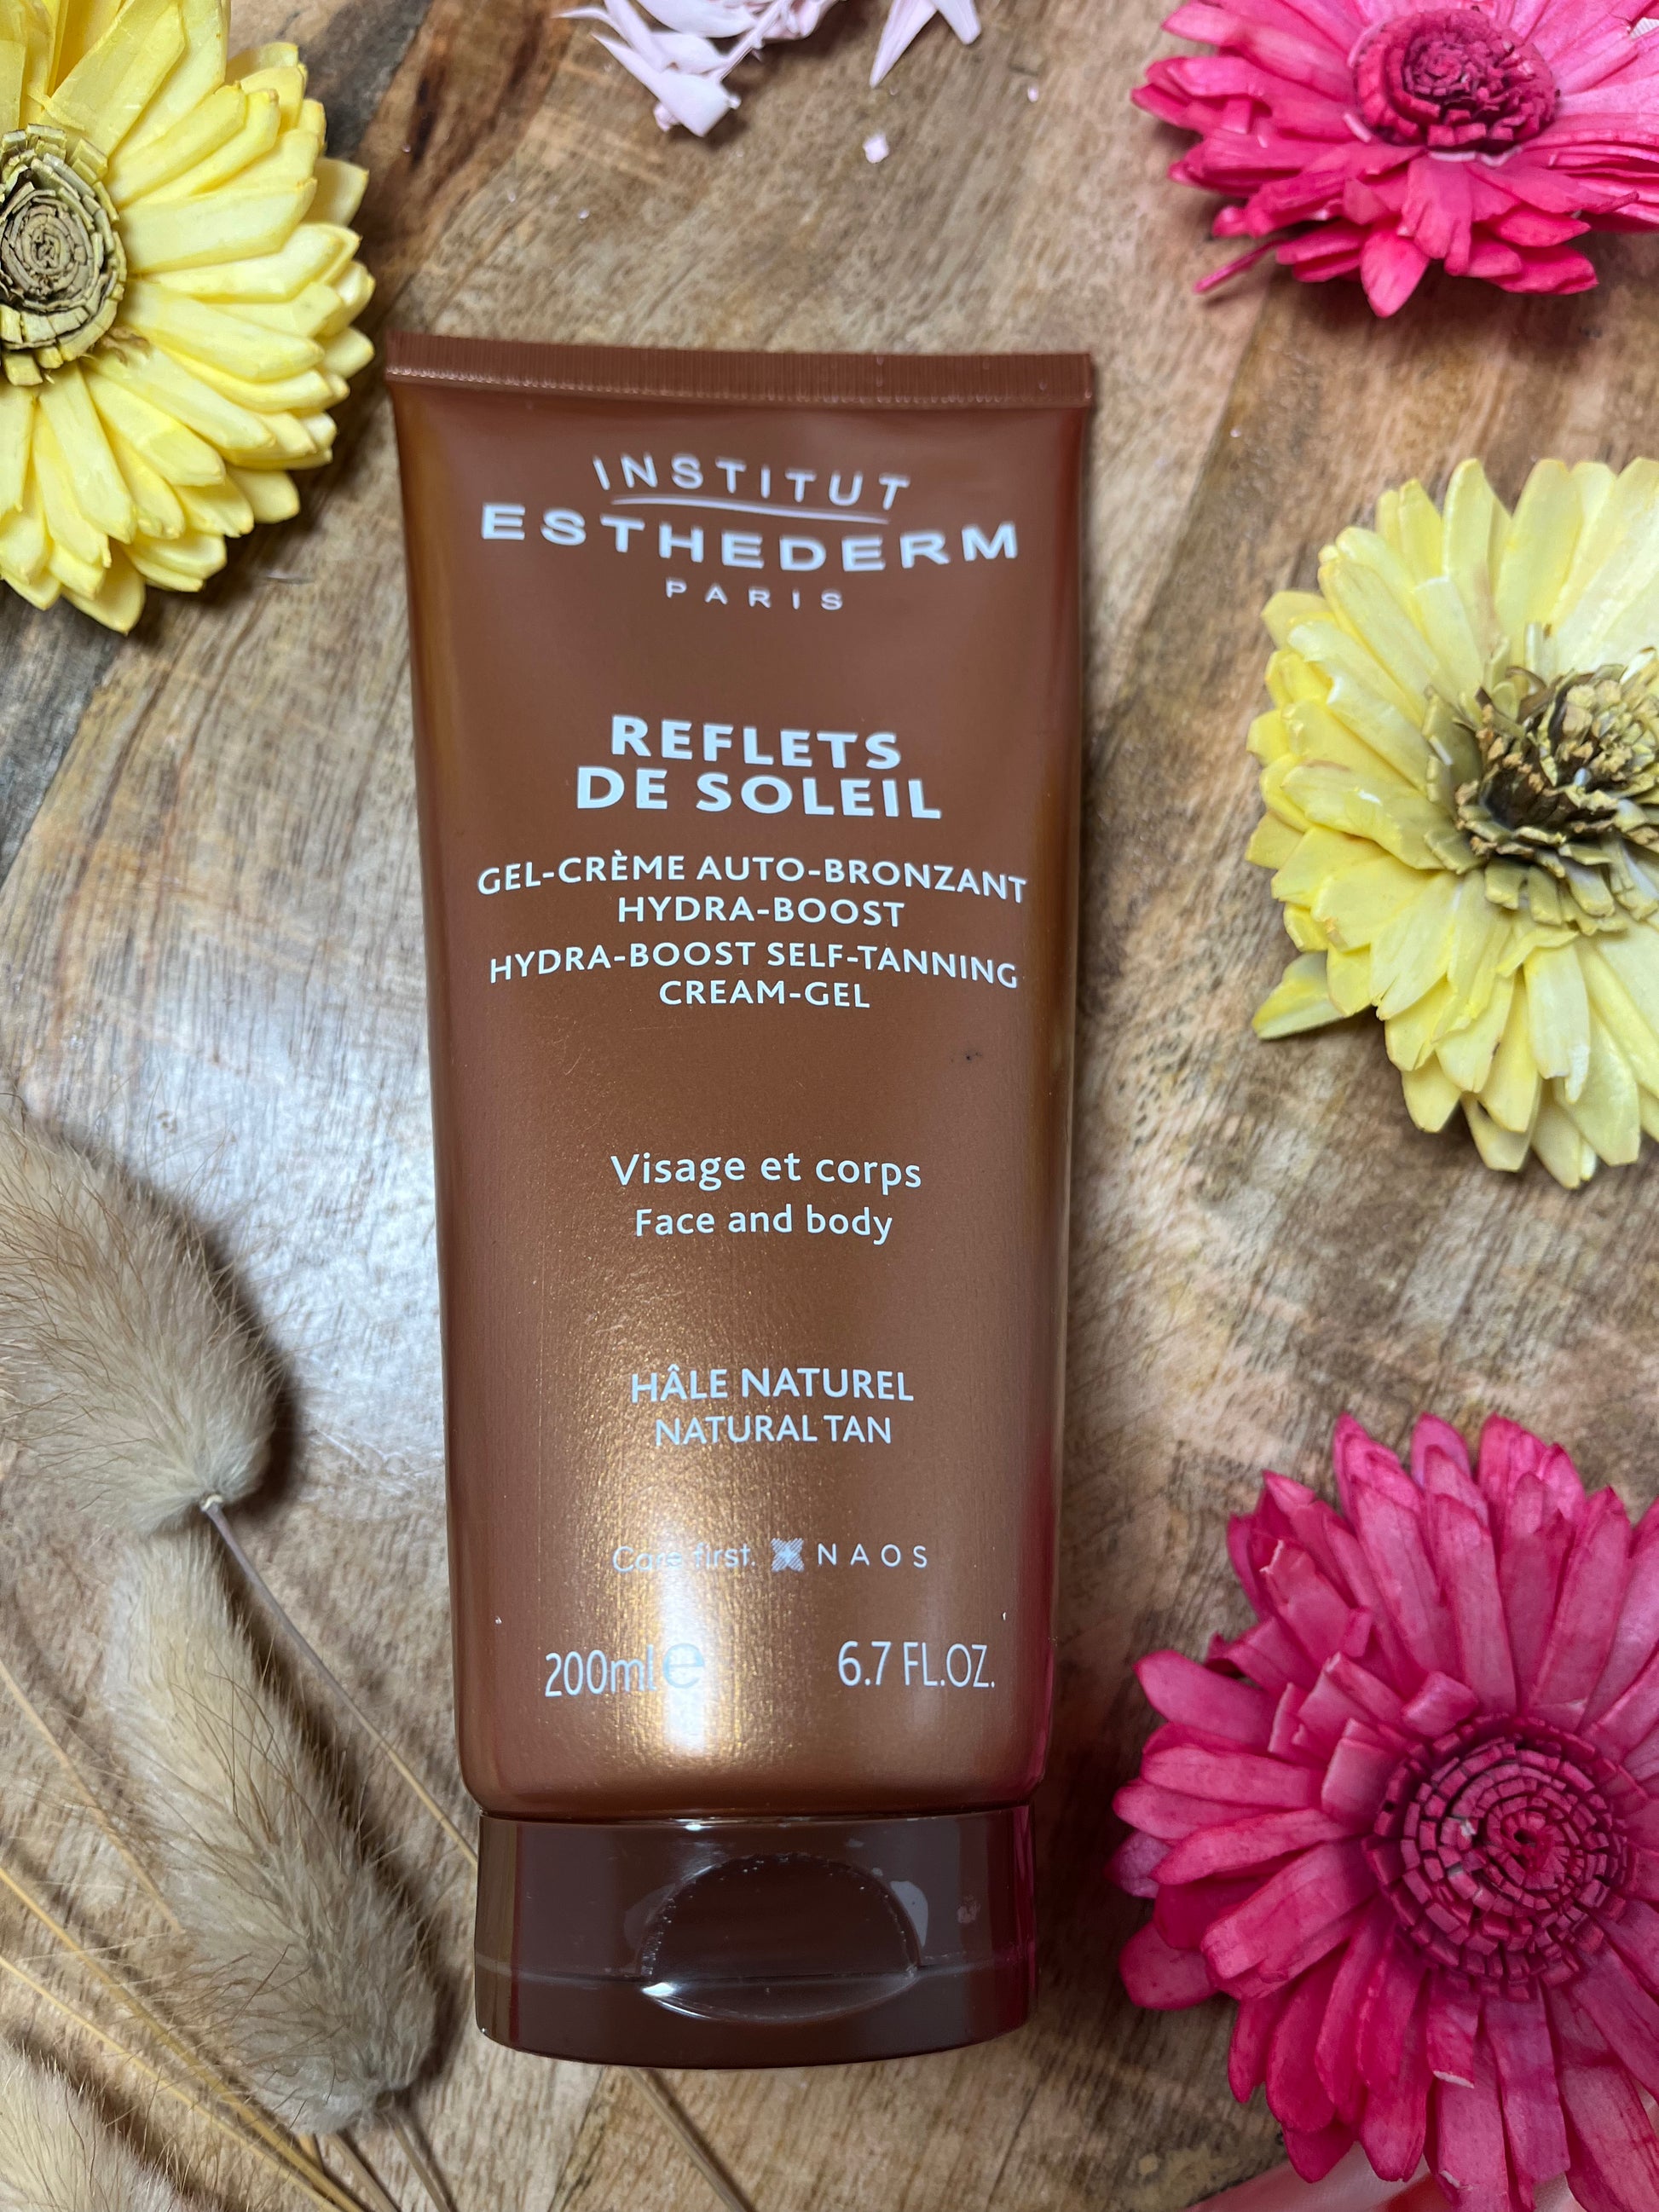 INSTITUT
ESTHEDERM
PARIS
REFLETS
DE SOLEIL
GEL-CRÈME AUTO-BRONZANT
HYDRA-BOOST
HYDRA-BOOST SELF-TANNING
CREAM-GEL
Visage et corps
Face and body
HÂLE NATUREL
NATURAL TAN
Care first. NAOS
200ml e 6.7 FL.OZ.